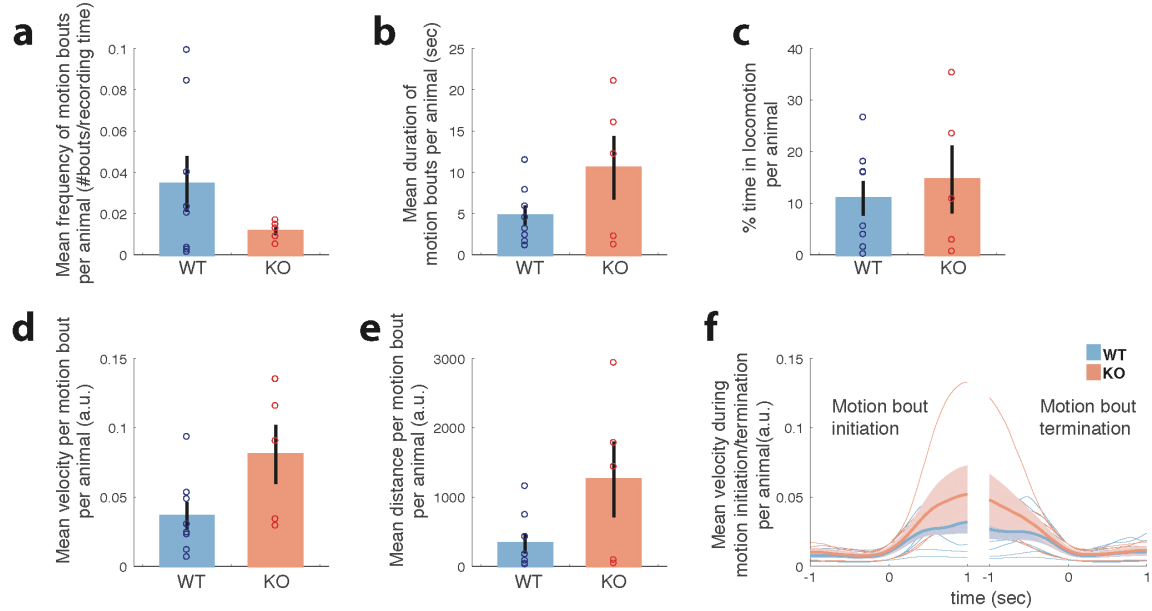 a
Mean frequency of motion bouts
per animal (#bouts/recording time)
0.1
0.08
0.06
0.04
0.02
0
WT
KO
b
Mean duration of
motion bouts per animal (sec)
25
20
15
10
5
0
WT
KO
c
% time in locomotion
per animal
40
30
20
10
0
WT
KO
d
Mean velocity per motion bout
per animal (a.u.)
0.15
0.1
0.05
0
WT
KO
e
Mean distance per motion bout
per animal (a.u.)
3000
2000
1000
0
WT
KO
f
Mean velocity during
motion initiation/termination
per animal(a.u.)
0.15
0.1
0.05
0
WT
KO
Motion bout
initiation
Motion bout
termination
-1
0
1
-1
0
1
time (sec)